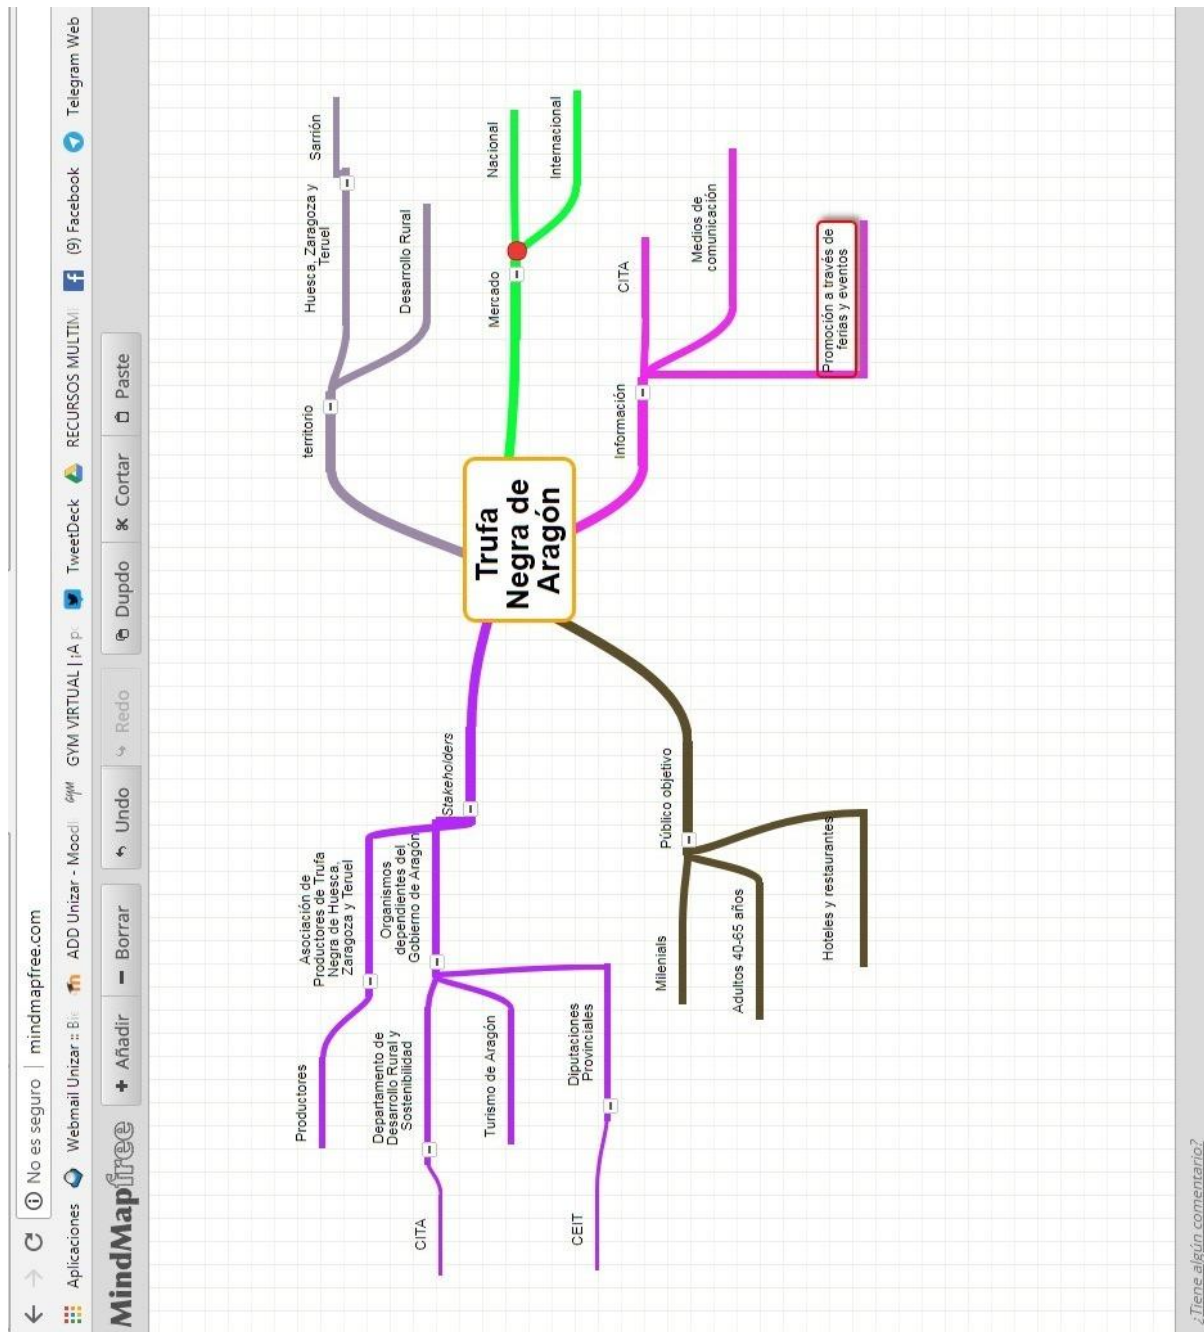 No es seguro | mindmapfree.com
Aplicaciones Webmail Unizar :: Bi ADD Unizar - Moodl GYM VIRTUAL | ¡A p TweetDeck RECURSOS MULTIM (9) Facebook Telegram Web
MindMapfree + Añadir − Borrar Undo Redo Dupdo Cortar Paste
Productores
Asociación de
Productores de Trufa
Negra de Huesca,
Zaragoza y Teruel
Stakeholders
Organismos
dependientes del
Gobierno de Aragón
Departamento de
Desarrollo Rural y
Sostenibilidad
CITA
Turismo de Aragón
Diputaciones
Provinciales
CEIT
Público objetivo
Milenials
Adultos 40-65 años
Hoteles y restaurantes
Trufa
Negra de
Aragón
territorio
Huesca, Zaragoza y
Teruel
Sarrión
Desarrollo Rural
Mercado
Nacional
Internacional
Información
CITA
Medios de
comunicación
Promoción a través de
ferias y eventos
¿Tiene algún comentario?